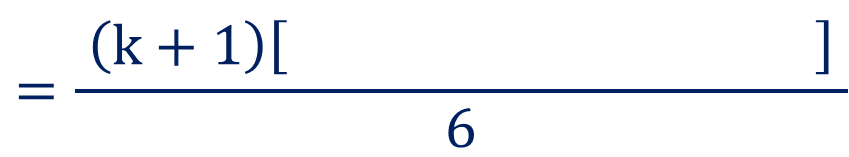 = (k + 1)[ ]
6